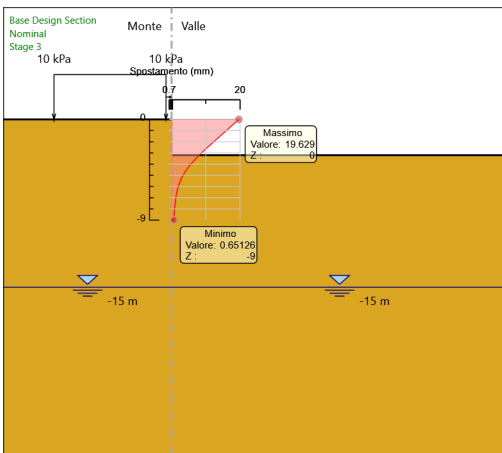 Base Design Section
Nominal
Stage 3
Monte
Valle
10 kPa
10 kPa
Spostamento (mm)
0.7
20
0
Massimo
Valore: 19.629
Z : 0
-9
Minimo
Valore: 0.65126
Z : -9
-15 m
-15 m